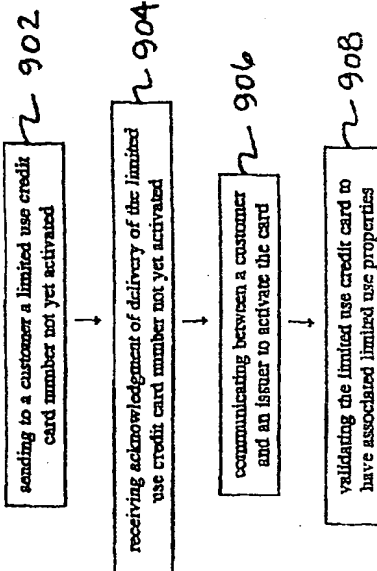 sending to a customer a limited use credit
card number not yet activated
902
receiving acknowledgment of delivery of the limited
use credit card number not yet activated
904
communicating between a customer
and an issuer to activate the card
906
validating the limited use credit card to
have associated limited use properties
908